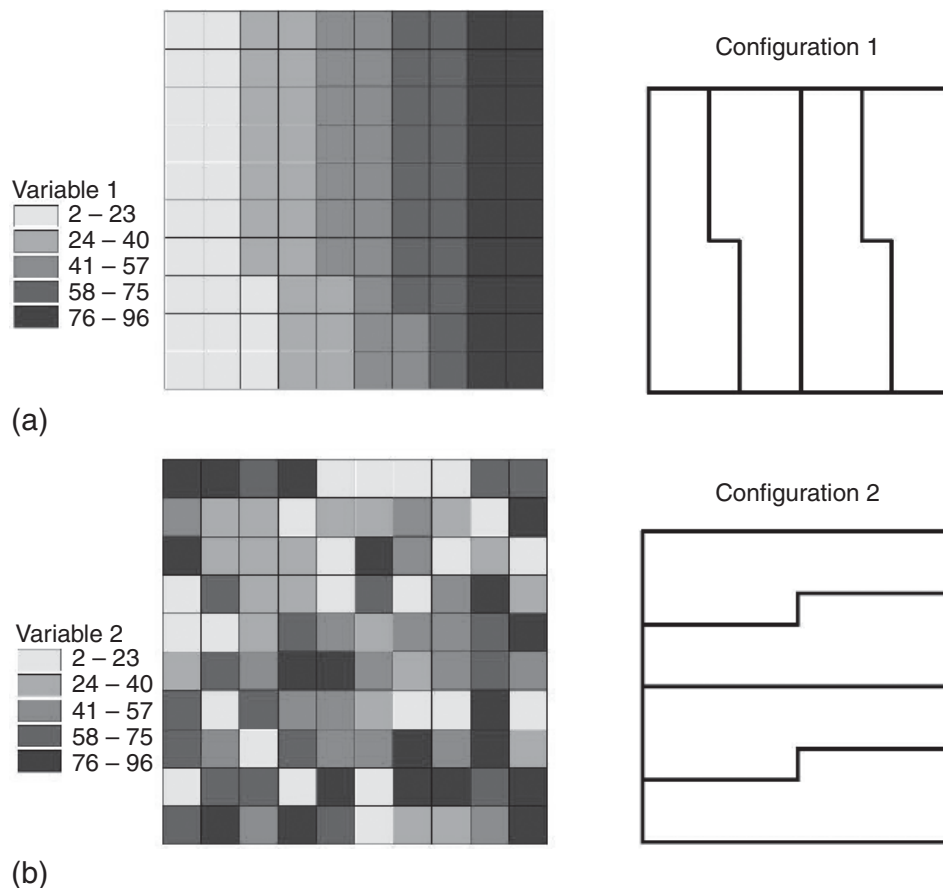 Configuration 1
Variable 1
2 – 23
24 – 40
41 – 57
58 – 75
76 – 96
(a)
Configuration 2
Variable 2
2 – 23
24 – 40
41 – 57
58 – 75
76 – 96
(b)